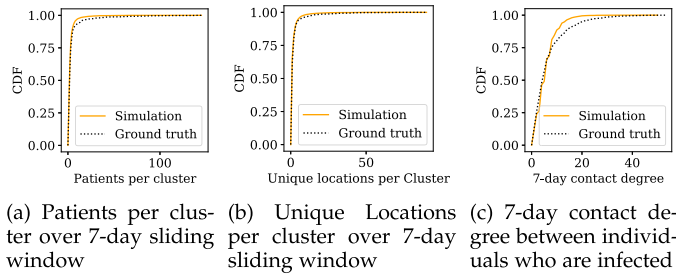 1.00
0.75
0.50
0.25
0.00
CDF
Simulation
Ground truth
0
100
Patients per cluster
1.00
0.75
0.50
0.25
0.00
CDF
Simulation
Ground truth
0
50
Unique locations per Cluster
1.00
0.75
0.50
0.25
0.00
CDF
Simulation
Ground truth
0
20
40
7-day contact degree
(a) Patients per clus-
ter over 7-day sliding
window
(b) Unique Locations
per cluster over 7-day
sliding window
(c) 7-day contact de-
gree between individ-
uals who are infected